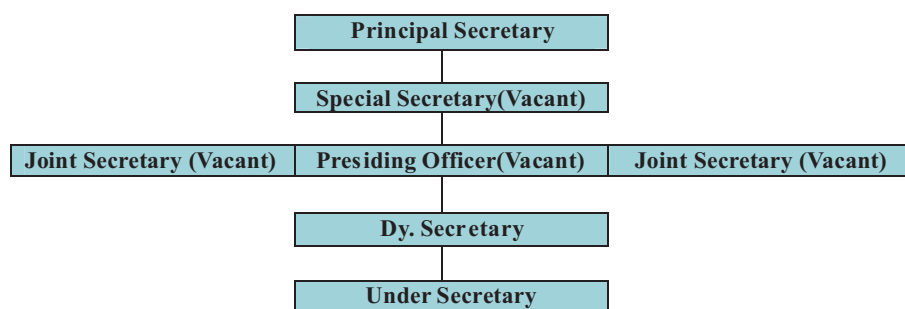 Principal Secretary
Special Secretary(Vacant)
Joint Secretary (Vacant) Presiding Officer(Vacant) Joint Secretary (Vacant)
Dy. Secretary
Under Secretary